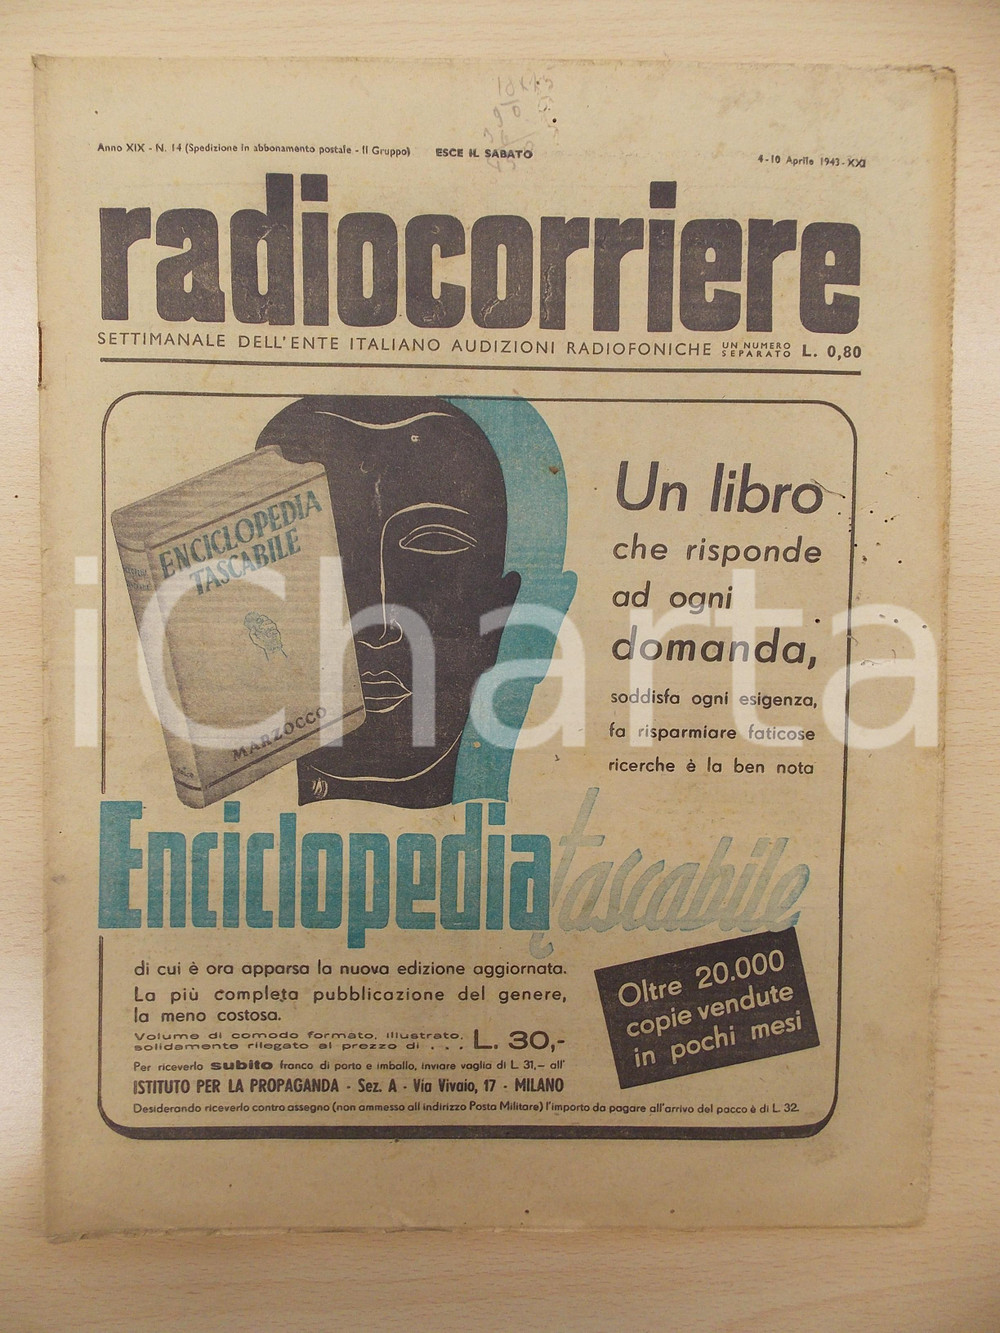 Anno XIX - N. 14 (Spedizione in abbonamento postale - II Gruppo) ESCE IL SABATO
4-10 Aprile 1943-XXI
radiocorriere
SETTIMANALE DELL'ENTE ITALIANO AUDIZIONI RADIOFONICHE UN NUMERO SEPARATO L. 0,80
ENCICLOPEDIA
TASCABILE
MARZOCCO
Un libro
che risponde
ad ogni
domanda,
soddisfa ogni esigenza,
fa risparmiare faticose
ricerche è la ben nota
iCharta
Enciclopedia tascabile
di cui è ora apparsa la nuova edizione aggiornata.
La più completa pubblicazione del genere,
la meno costosa.
Volume di comodo formato, illustrato,
solidamente rilegato al prezzo di . . . L. 30,-
Per riceverlo subito franco di porto e imballo, inviare vaglia di L. 31,- all'
ISTITUTO PER LA PROPAGANDA - Sez. A - Via Vivaio, 17 - MILANO
Desiderando riceverlo contro assegno (non ammesso all indirizzo Posta Militare) l'importo da pagare all'arrivo del pacco è di L. 32.
Oltre 20.000
copie vendute
in pochi mesi